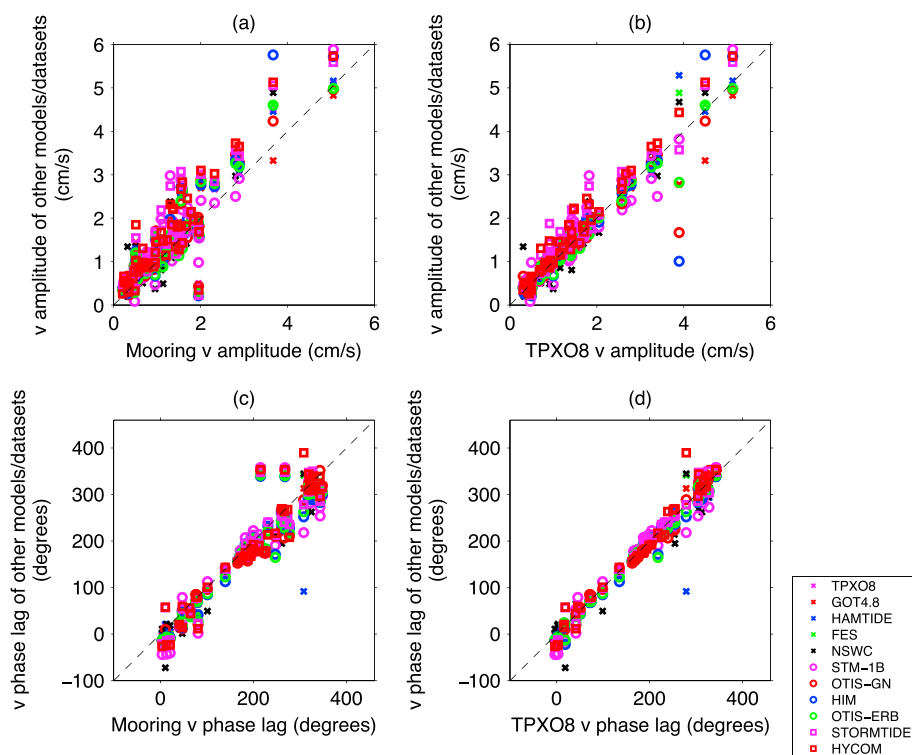 (a)
6
5
4
3
2
1
0
0 2 4 6
v amplitude of other models/datasets
(cm/s)
Mooring v amplitude (cm/s)
(b)
6
5
4
3
2
1
0
0 2 4 6
v amplitude of other models/datasets
(cm/s)
TPXO8 v amplitude (cm/s)
(c)
400
300
200
100
0
−100
0 200 400
v phase lag of other models/datasets
(degrees)
Mooring v phase lag (degrees)
(d)
400
300
200
100
0
−100
0 200 400
v phase lag of other models/datasets
(degrees)
TPXO8 v phase lag (degrees)
TPXO8
GOT4.8
HAMTIDE
FES
NSWC
STM−1B
OTIS−GN
HIM
OTIS−ERB
STORMTIDE
HYCOM